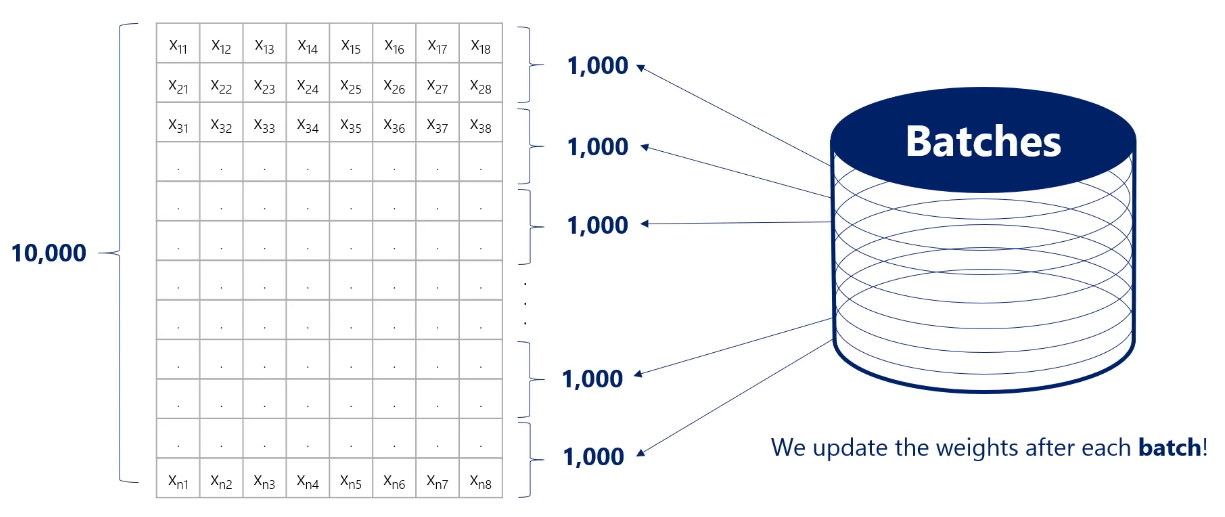 x₁₁ x₁₂ x₁₃ x₁₄ x₁₅ x₁₆ x₁₇ x₁₈
x₂₁ x₂₂ x₂₃ x₂₄ x₂₅ x₂₆ x₂₇ x₂₈
x₃₁ x₃₂ x₃₃ x₃₄ x₃₅ x₃₆ x₃₇ x₃₈
. . . . . . . .
. . . . . . . .
. . . . . . . .
. . . . . . . .
. . . . . . . .
. . . . . . . .
. . . . . . . .
. . . . . . . .
xₙ₁ xₙ₂ xₙ₃ xₙ₄ xₙ₅ xₙ₆ xₙ₇ xₙ₈
10,000
1,000
1,000
1,000
.
.
.
1,000
1,000
Batches
We update the weights after each batch!